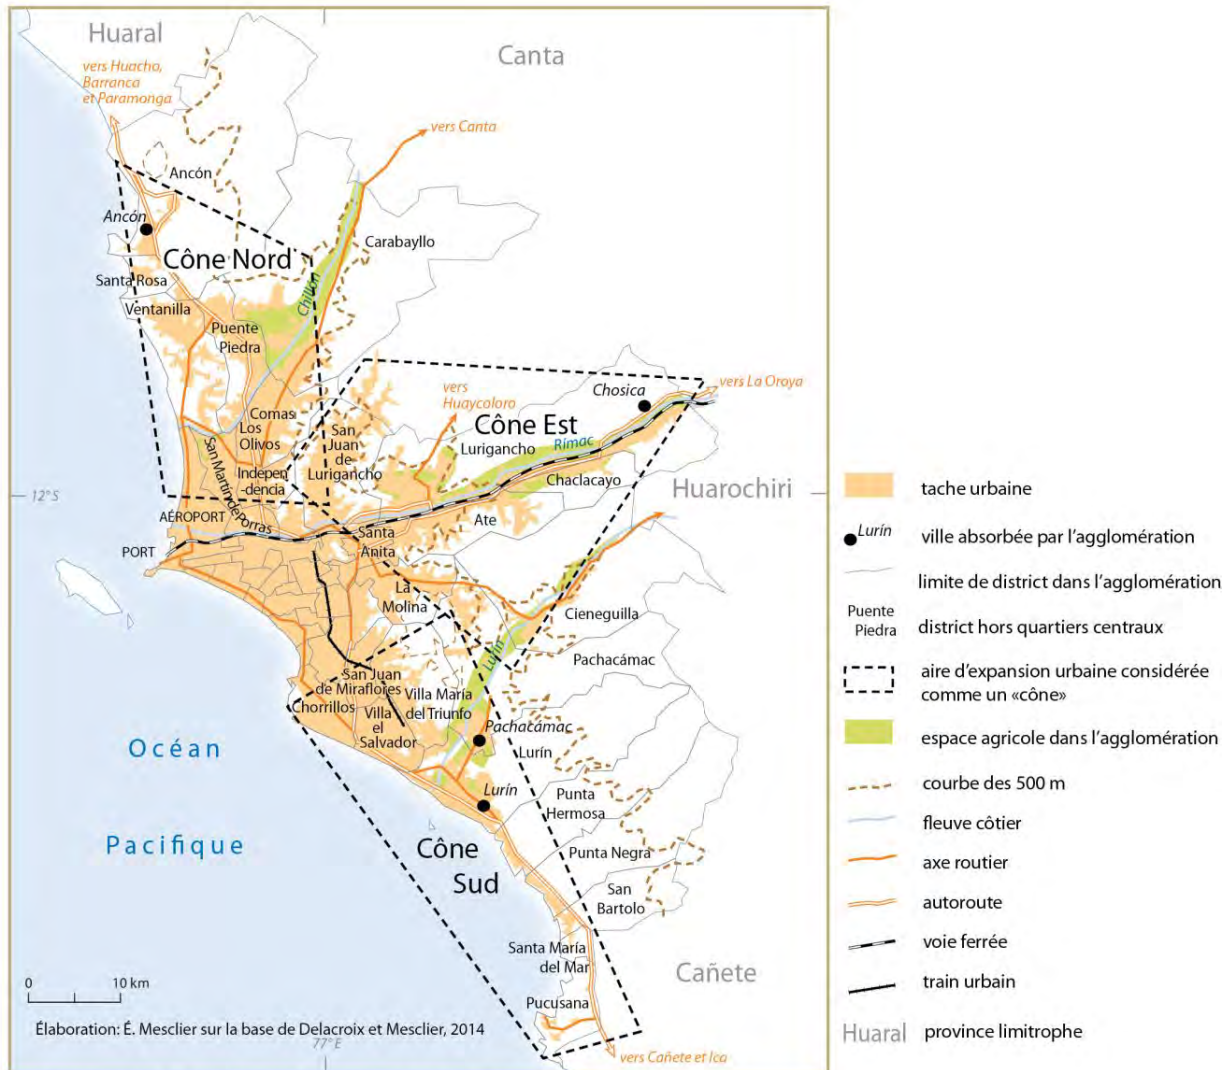 Huaral
Canta
vers Huacho,
Barranca
et Paramonga
vers Canta
Ancón
Ancón
Carabayllo
Cône Nord
Santa Rosa
Chillón
Ventanilla
Puente
Piedra
vers
Huaycoloro
Chosica
vers La Oroya
Comas
Los
Olivos
San
Juan
de
Lurigancho
Cône Est
Rímac
Lurigancho
San Martín de Porras
Indepen
-dencia
Chaclacayo
Huarochiri
12° S
AÉROPORT
Ate
PORT
Santa
Anita
La
Molina
Cieneguilla
Lurín
Pachacámac
San Juan
de Miraflores
Villa María
del Triunfo
Chorrillos
Villa
el
Salvador
Pachacámac
Lurín
Océan
Pacifique
Lurín
Punta
Hermosa
Cône
Sud
Punta Negra
San
Bartolo
Santa María
del Mar
Cañete
Pucusana
0 10 km
Élaboration: É. Mesclier sur la base de Delacroix et Mesclier, 2014
77° E
vers Cañete et Ica
tache urbaine
Lurín ville absorbée par l'agglomération
limite de district dans l'agglomération
Puente
Piedra district hors quartiers centraux
aire d'expansion urbaine considérée
comme un «cône»
espace agricole dans l'agglomération
courbe des 500 m
fleuve côtier
axe routier
autoroute
voie ferrée
train urbain
Huaral province limitrophe